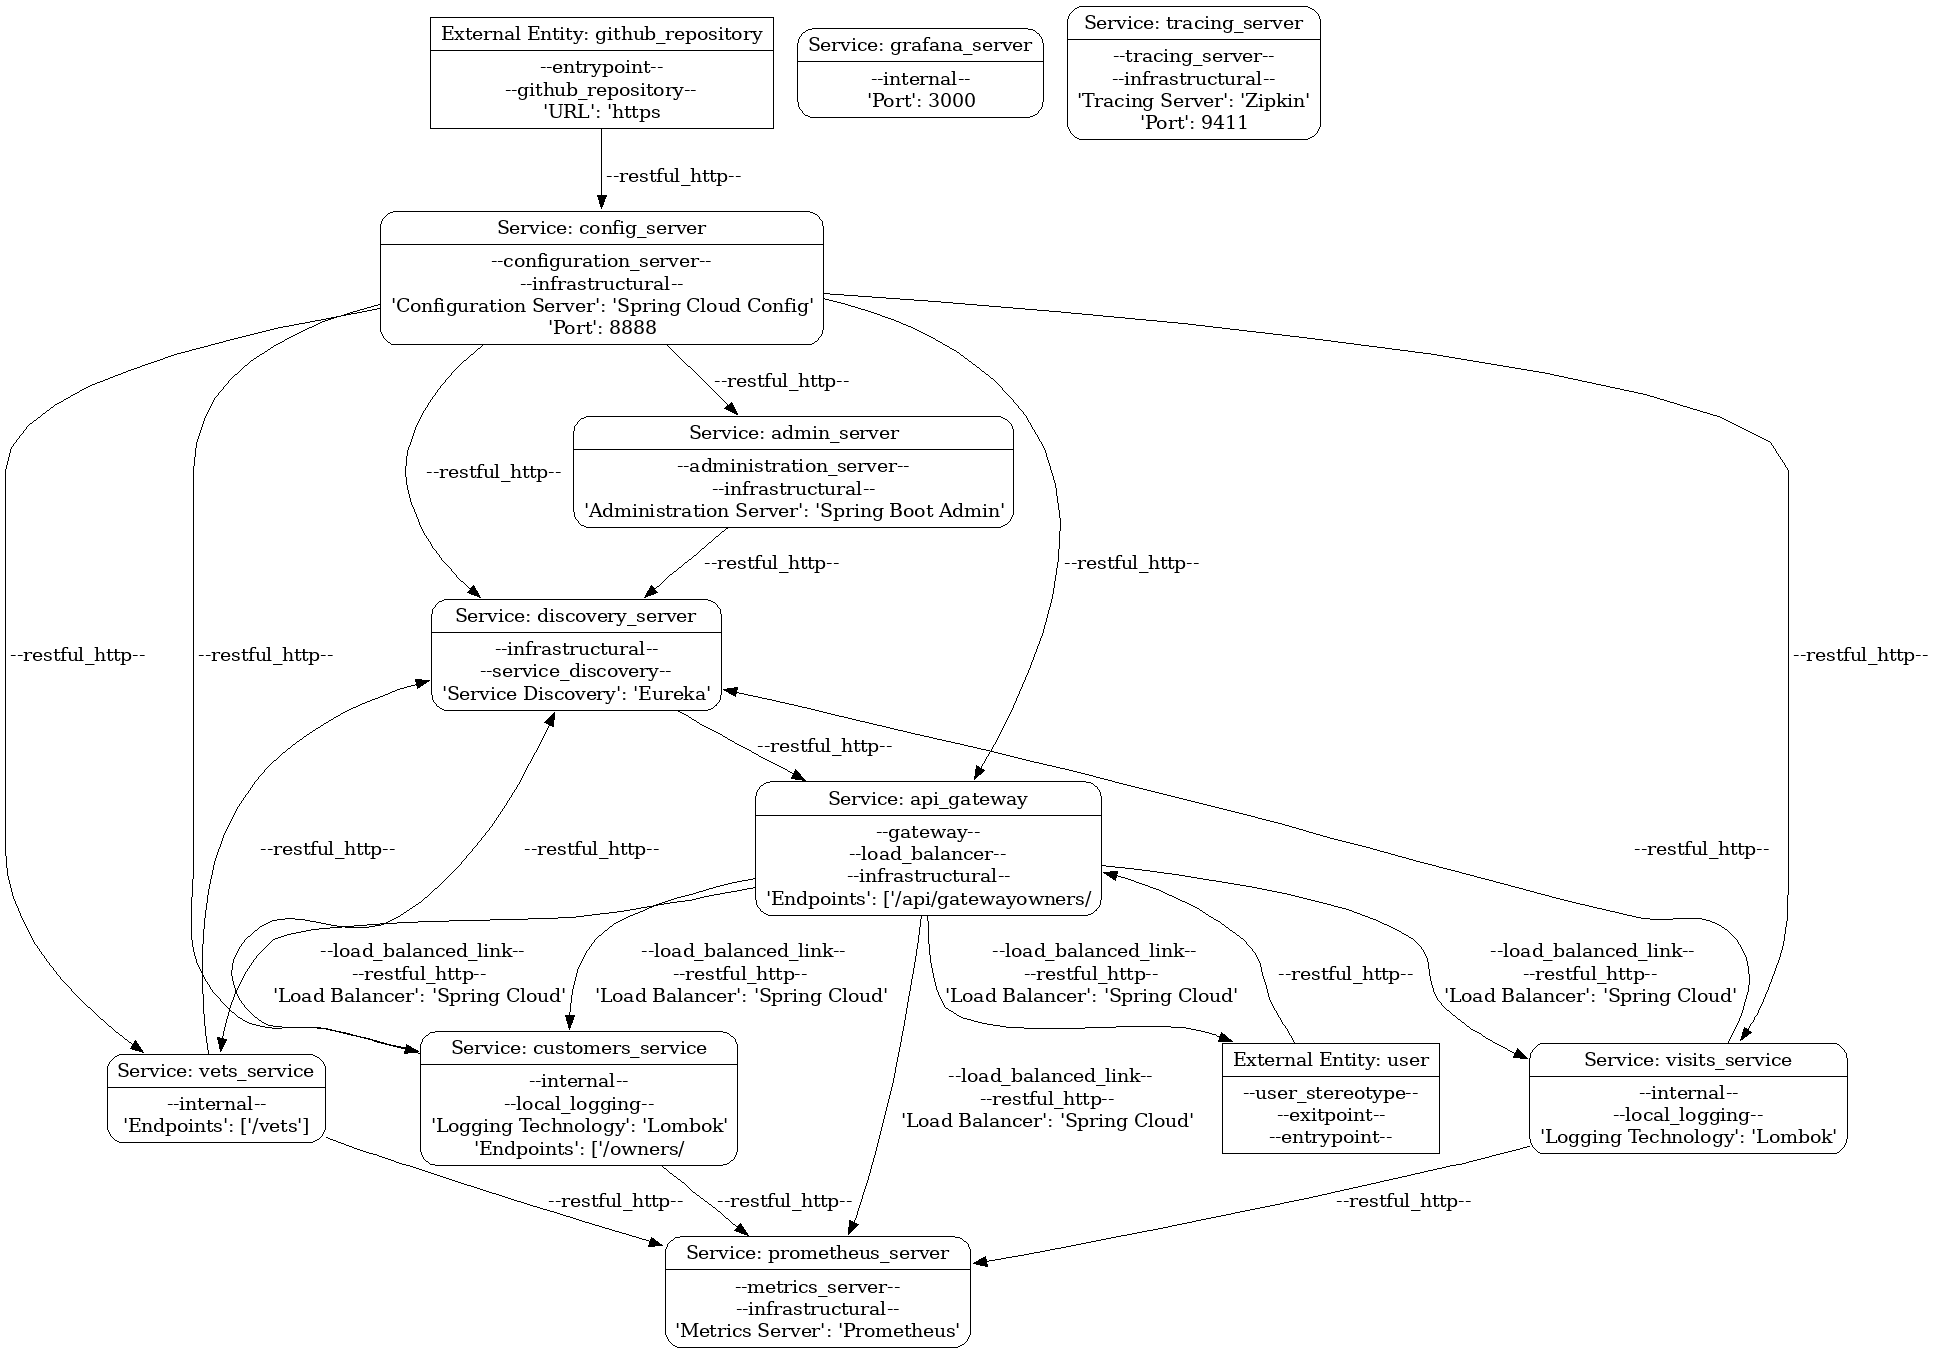 External Entity: github_repository
--entrypoint--
--github_repository--
'URL': 'https
Service: grafana_server
--internal--
'Port': 3000
Service: tracing_server
--tracing_server--
--infrastructural--
'Tracing Server': 'Zipkin'
'Port': 9411
--restful_http--
Service: config_server
--configuration_server--
--infrastructural--
'Configuration Server': 'Spring Cloud Config'
'Port': 8888
--restful_http--
Service: admin_server
--administration_server--
--infrastructural--
'Administration Server': 'Spring Boot Admin'
--restful_http--
--restful_http--
--restful_http--
Service: discovery_server
--infrastructural--
--service_discovery--
'Service Discovery': 'Eureka'
--restful_http--
--restful_http--
--restful_http--
--restful_http--
Service: api_gateway
--gateway--
--load_balancer--
--infrastructural--
'Endpoints': ['/api/gatewayowners/
--restful_http--
--restful_http--
--restful_http--
--load_balanced_link--
--restful_http--
'Load Balancer': 'Spring Cloud'
--load_balanced_link--
--restful_http--
'Load Balancer': 'Spring Cloud'
--load_balanced_link--
--restful_http--
'Load Balancer': 'Spring Cloud'
--restful_http--
--load_balanced_link--
--restful_http--
'Load Balancer': 'Spring Cloud'
Service: vets_service
--internal--
'Endpoints': ['/vets']
Service: customers_service
--internal--
--local_logging--
'Logging Technology': 'Lombok'
'Endpoints': ['/owners/
--load_balanced_link--
--restful_http--
'Load Balancer': 'Spring Cloud'
External Entity: user
--user_stereotype--
--exitpoint--
--entrypoint--
Service: visits_service
--internal--
--local_logging--
'Logging Technology': 'Lombok'
--restful_http--
--restful_http--
--restful_http--
Service: prometheus_server
--metrics_server--
--infrastructural--
'Metrics Server': 'Prometheus'